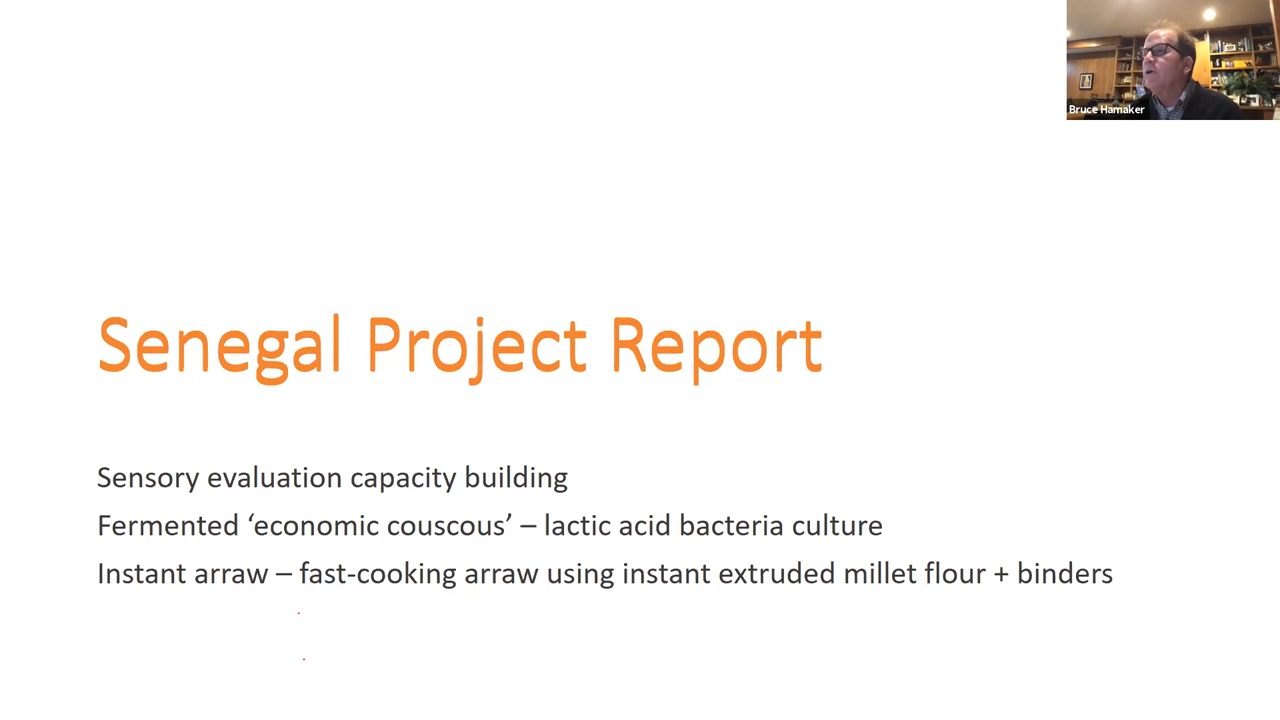 Bruce Hamaker
Senegal Project Report
Sensory evaluation capacity building
Fermented ‘economic couscous’ – lactic acid bacteria culture
Instant arraw – fast-cooking arraw using instant extruded millet flour + binders